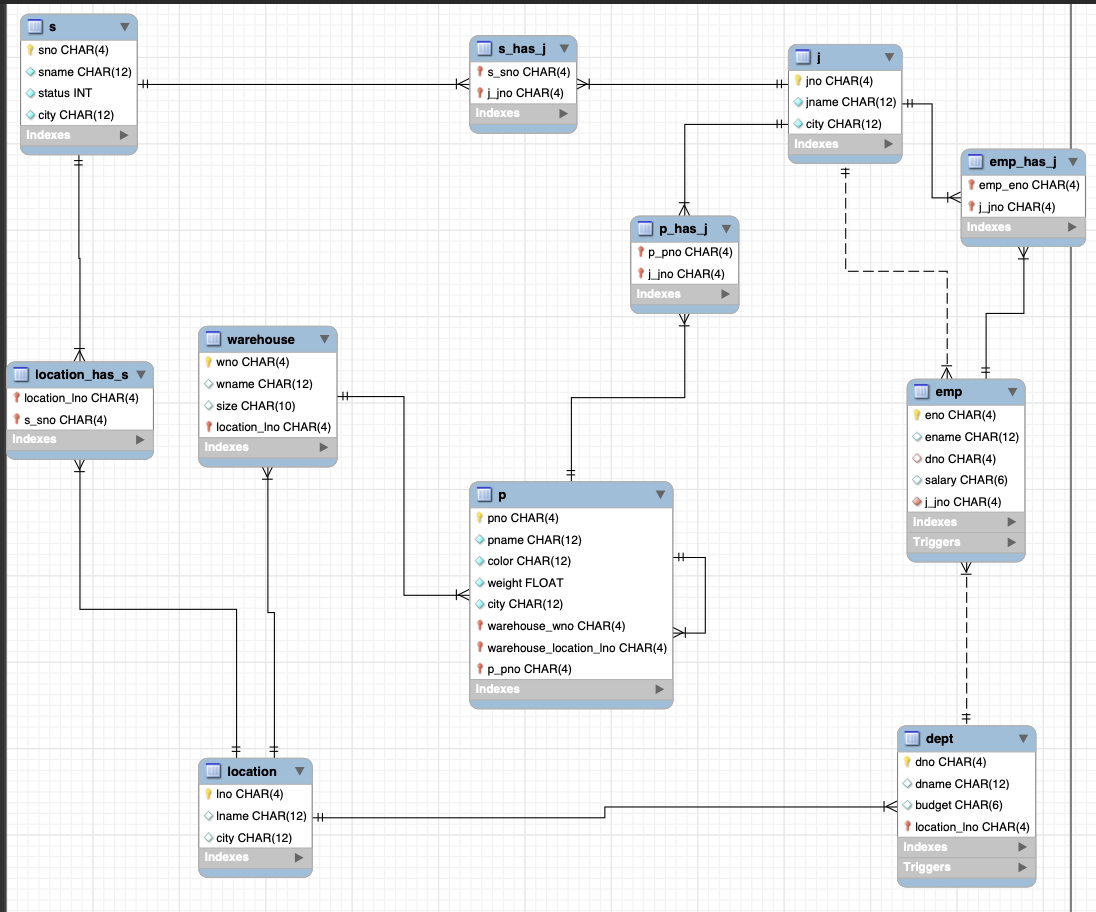 s
sno CHAR(4)
sname CHAR(12)
status INT
city CHAR(12)
Indexes
s_has_j
s_sno CHAR(4)
j_jno CHAR(4)
Indexes
j
jno CHAR(4)
jname CHAR(12)
city CHAR(12)
Indexes
emp_has_j
emp_eno CHAR(4)
j_jno CHAR(4)
Indexes
p_has_j
p_pno CHAR(4)
j_jno CHAR(4)
Indexes
location_has_s
location_lno CHAR(4)
s_sno CHAR(4)
Indexes
warehouse
wno CHAR(4)
wname CHAR(12)
size CHAR(10)
location_lno CHAR(4)
Indexes
emp
eno CHAR(4)
ename CHAR(12)
dno CHAR(4)
salary CHAR(6)
j_jno CHAR(4)
Indexes
Triggers
p
pno CHAR(4)
pname CHAR(12)
color CHAR(12)
weight FLOAT
city CHAR(12)
warehouse_wno CHAR(4)
warehouse_location_lno CHAR(4)
p_pno CHAR(4)
Indexes
location
lno CHAR(4)
lname CHAR(12)
city CHAR(12)
Indexes
dept
dno CHAR(4)
dname CHAR(12)
budget CHAR(6)
location_lno CHAR(4)
Indexes
Triggers